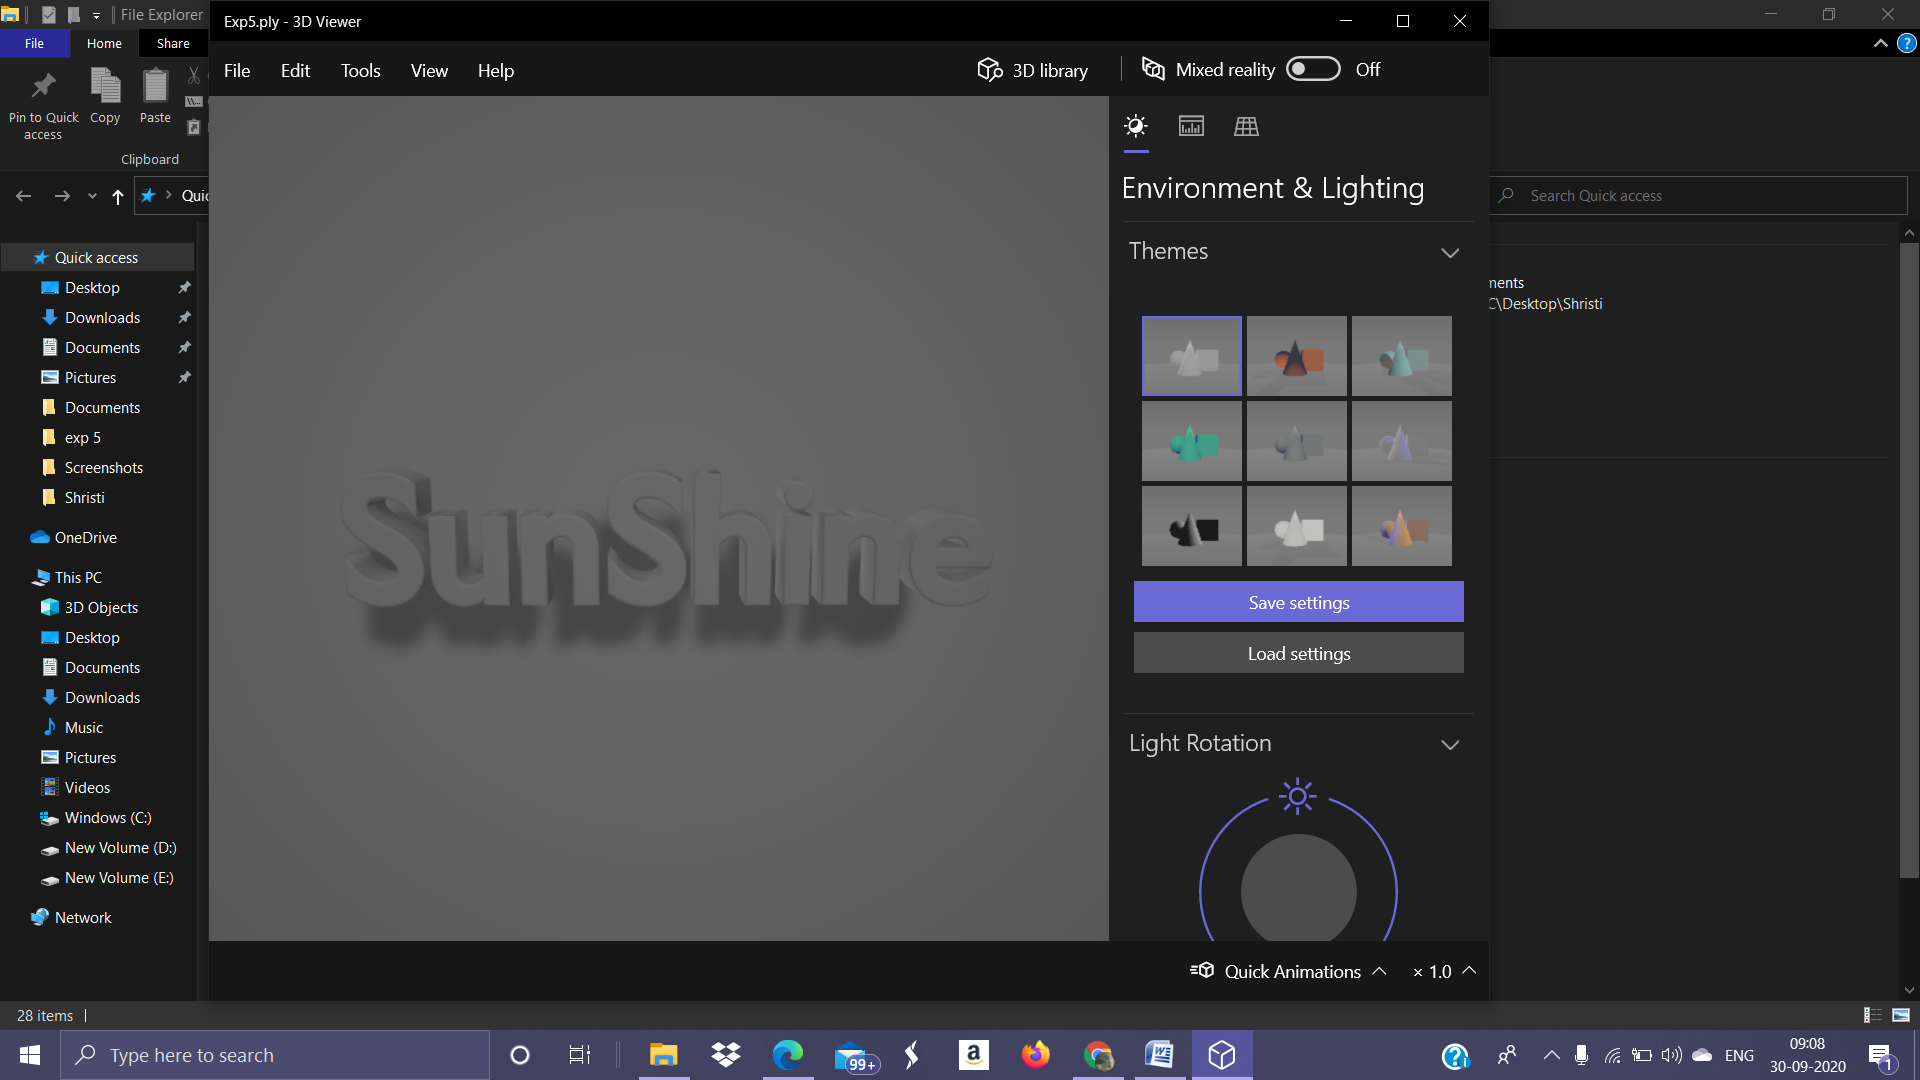 File Explorer
Exp5.ply - 3D Viewer
File
Home
Share
File
Edit
Tools
View
Help
3D library
Mixed reality
Off
Pin to Quick access
Copy
Paste
Clipboard
Environment & Lighting
Search Quick access
Themes
Quick access
Desktop
Downloads
Documents
Pictures
Documents
exp 5
Screenshots
Shristi
OneDrive
This PC
3D Objects
Desktop
Documents
Downloads
Music
Pictures
Videos
Windows (C:)
New Volume (D:)
New Volume (E:)
Network
SunShine
C\Desktop\Shristi
Save settings
Load settings
Light Rotation
Quick Animations
× 1.0
28 items
Type here to search
99+
a
W
ENG
09:08
30-09-2020
1